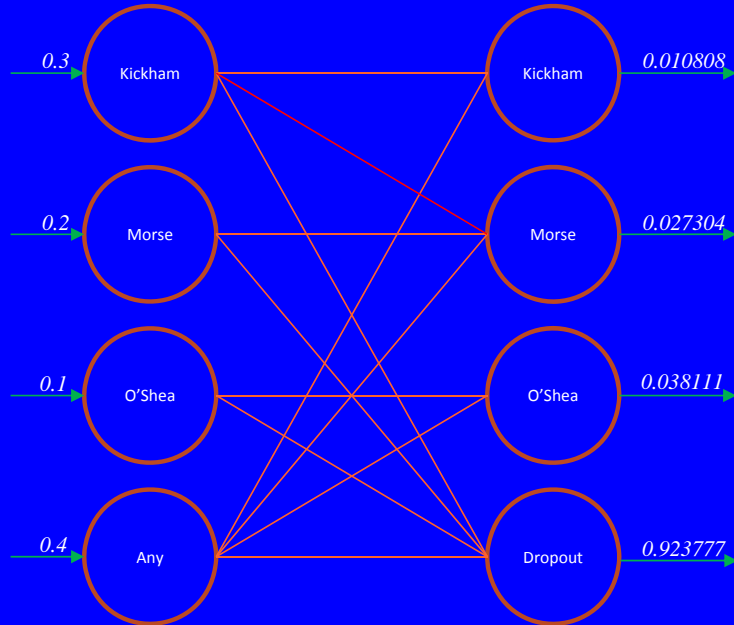 0.3
Kickham
Kickham
0.010808
0.2
Morse
Morse
0.027304
0.1
O’Shea
O’Shea
0.038111
0.4
Any
Dropout
0.923777